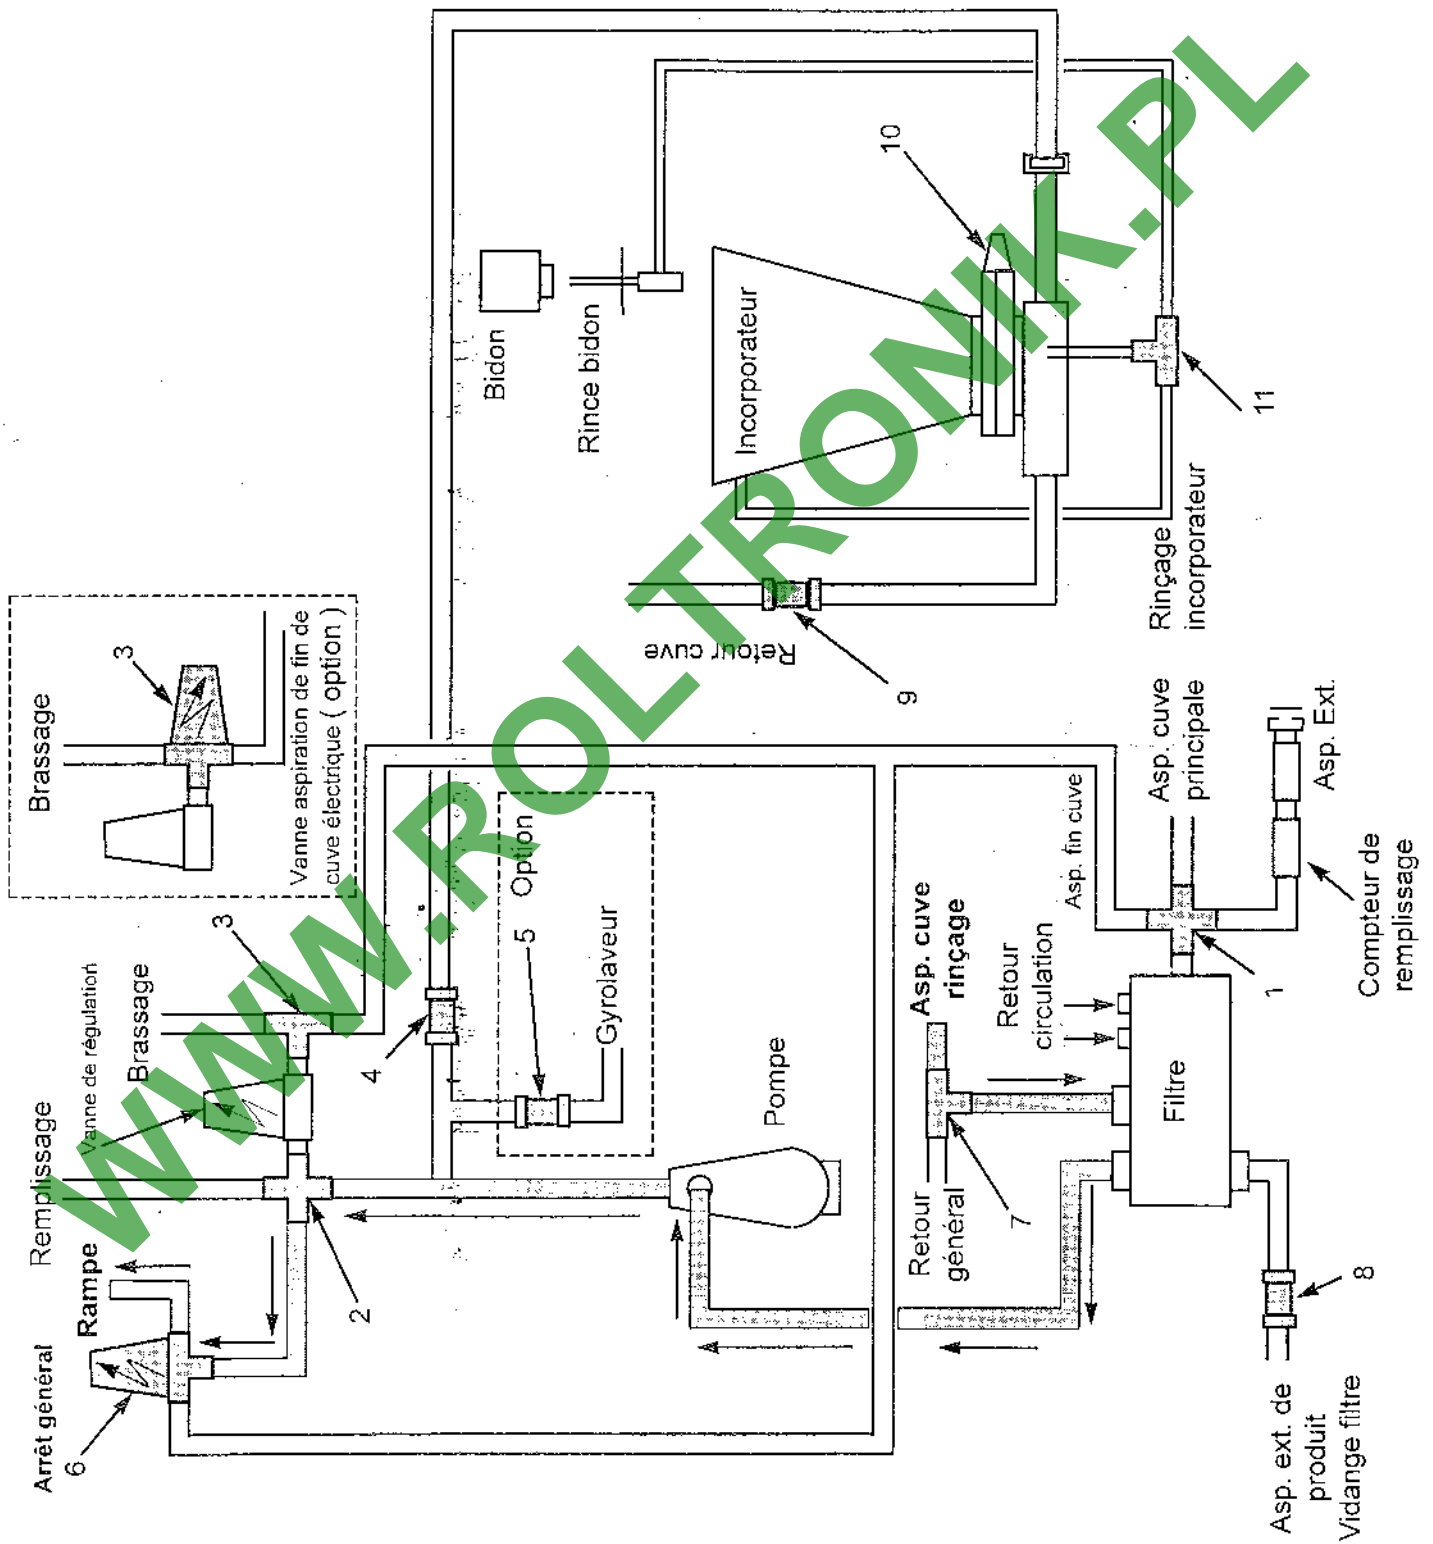 Arrêt général
6
Rampe
Remplissage
Vanne de régulation
Brassage
2
3
Brassage
3
Vanne aspiration de fin de
cuve électrique ( option )
4
Option
5
Gyrolaveur
Pompe
Bidon
Rince bidon
Incorporateur
10
11
Rinçage
incorporateur
Retour cuve
9
Asp. cuve
rinçage
Retour
général
7
Retour
circulation
Filtre
Asp. fin cuve
Asp. cuve
principale
Asp. Ext.
1
Compteur de
remplissage
8
Asp. ext. de
produit
Vidange filtre
WWW.ROLTRONIK.PL